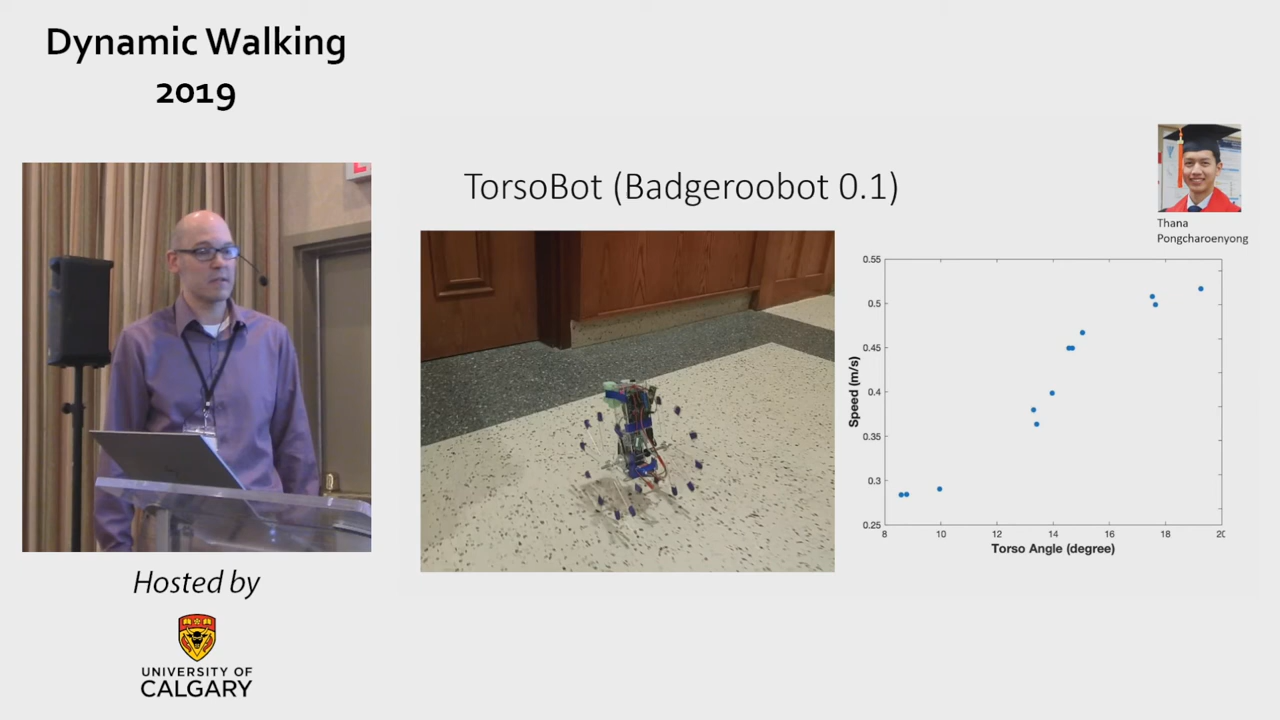 Dynamic Walking
2019
Hosted by
UNIVERSITY OF
CALGARY
TorsoBot (Badgeroobot 0.1)
Thana
Pongcharoenyong
0.55
0.5
0.45
0.4
0.35
0.3
0.25
Speed (m/s)
8 10 12 14 16 18 20
Torso Angle (degree)